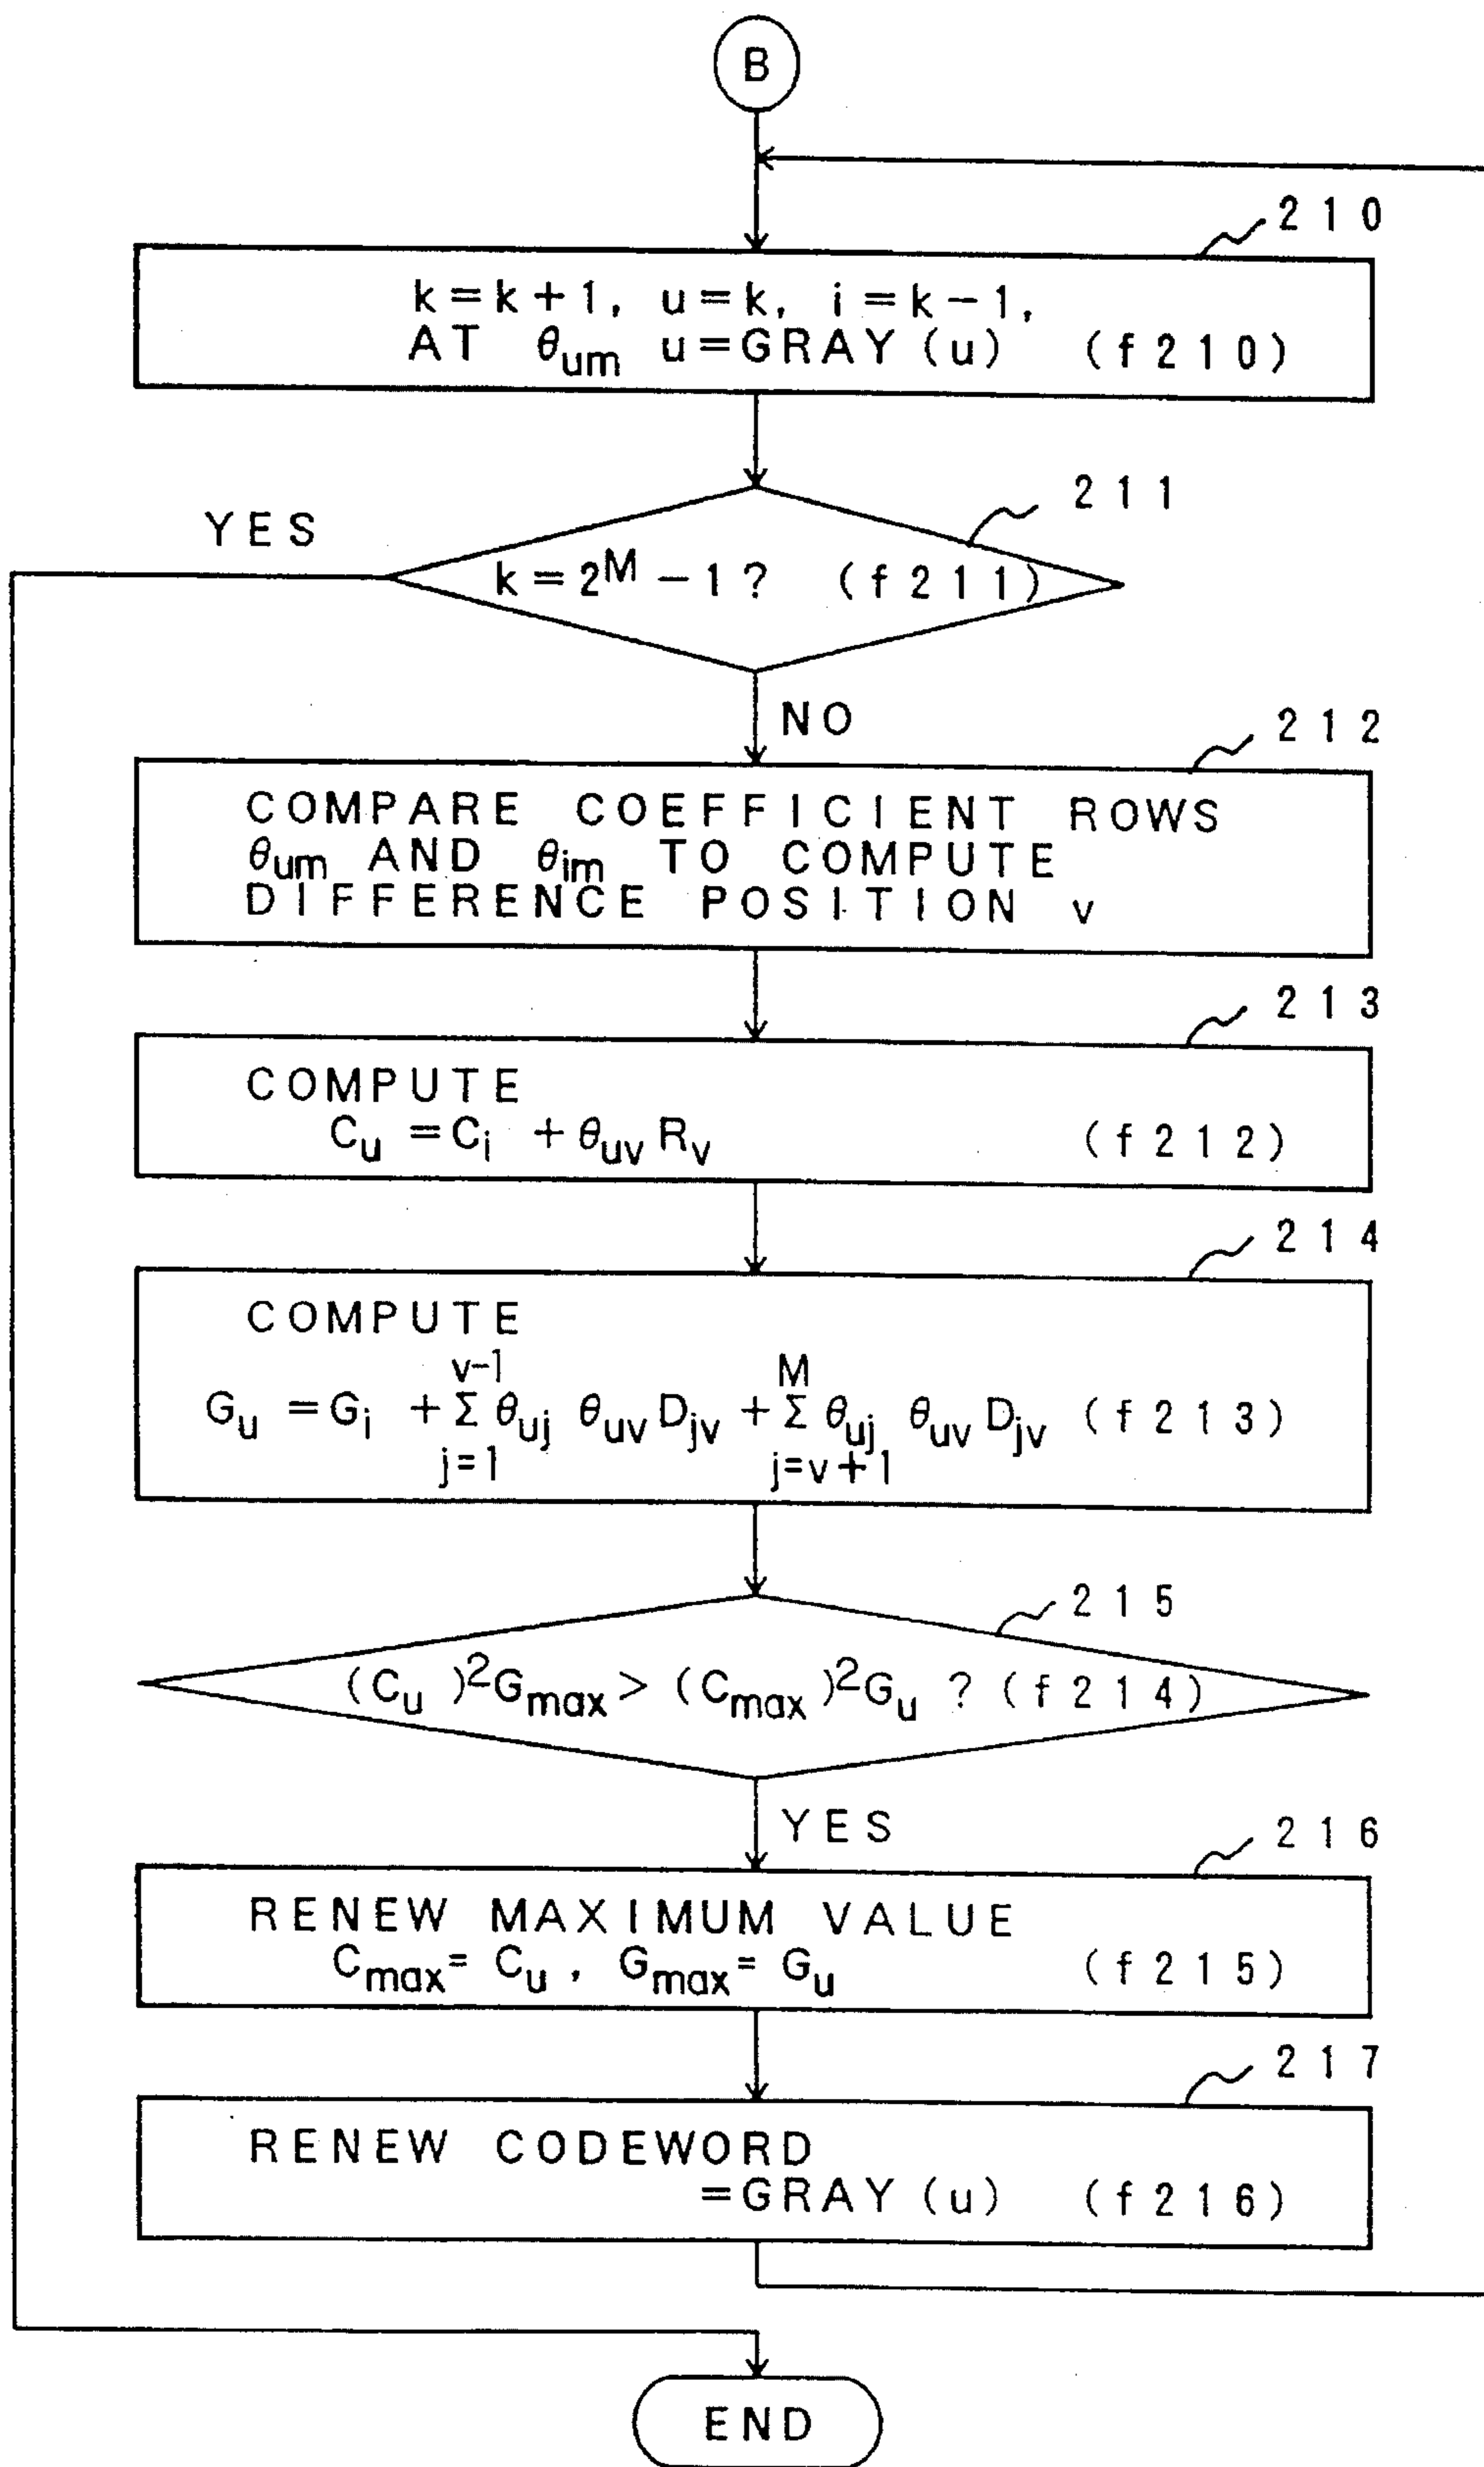 B
210
k=k+1, u=k, i=k-1,
AT θum u=GRAY(u) (f210)
211
YES
k=2^M-1? (f211)
NO
212
COMPARE COEFFICIENT ROWS
θum AND θim TO COMPUTE
DIFFERENCE POSITION v
213
COMPUTE
Cu = Ci + θuv Rv (f212)
214
COMPUTE
v-1 M
Gu = Gi + Σ θuj θuv Djv + Σ θuj θuv Djv (f213)
j=1 j=v+1
215
(Cu)²Gmax > (Cmax)²Gu ? (f214)
YES
216
RENEW MAXIMUM VALUE
Cmax= Cu, Gmax= Gu (f215)
217
RENEW CODEWORD
=GRAY(u) (f216)
END